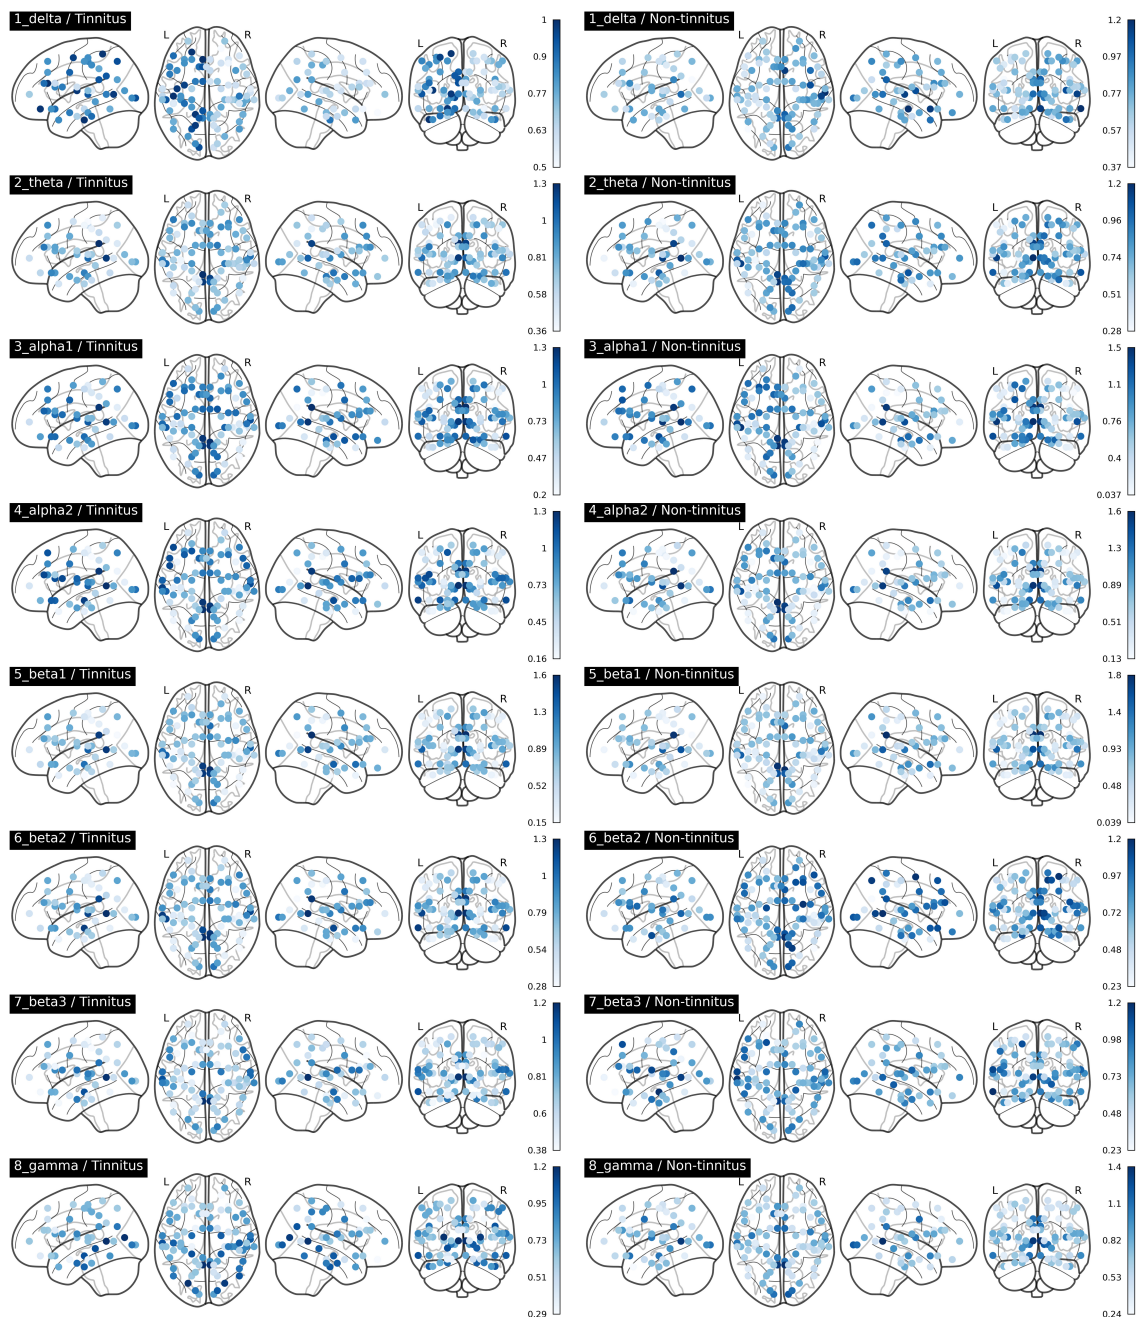 1_delta / Tinnitus
L R L R
1
0.9
0.77
0.63
0.5
1_delta / Non-tinnitus
L R L R
1.2
0.97
0.77
0.57
0.37
2_theta / Tinnitus
L R L R
1.3
1
0.81
0.58
0.36
2_theta / Non-tinnitus
L R L R
1.2
0.96
0.74
0.51
0.28
3_alpha1 / Tinnitus
L R L R
1.3
1
0.73
0.47
0.2
3_alpha1 / Non-tinnitus
L R L R
1.5
1.1
0.76
0.4
0.037
4_alpha2 / Tinnitus
L R L R
1.3
1
0.73
0.45
0.16
4_alpha2 / Non-tinnitus
L R L R
1.6
1.3
0.89
0.51
0.13
5_beta1 / Tinnitus
L R L R
1.6
1.3
0.89
0.52
0.15
5_beta1 / Non-tinnitus
L R L R
1.8
1.4
0.93
0.48
0.039
6_beta2 / Tinnitus
L R L R
1.3
1
0.79
0.54
0.28
6_beta2 / Non-tinnitus
L R L R
1.2
0.97
0.72
0.48
0.23
7_beta3 / Tinnitus
L R L R
1.2
1
0.81
0.6
0.38
7_beta3 / Non-tinnitus
L R L R
1.2
0.98
0.73
0.48
0.23
8_gamma / Tinnitus
L R L R
1.2
0.95
0.73
0.51
0.29
8_gamma / Non-tinnitus
L R L R
1.4
1.1
0.82
0.53
0.24